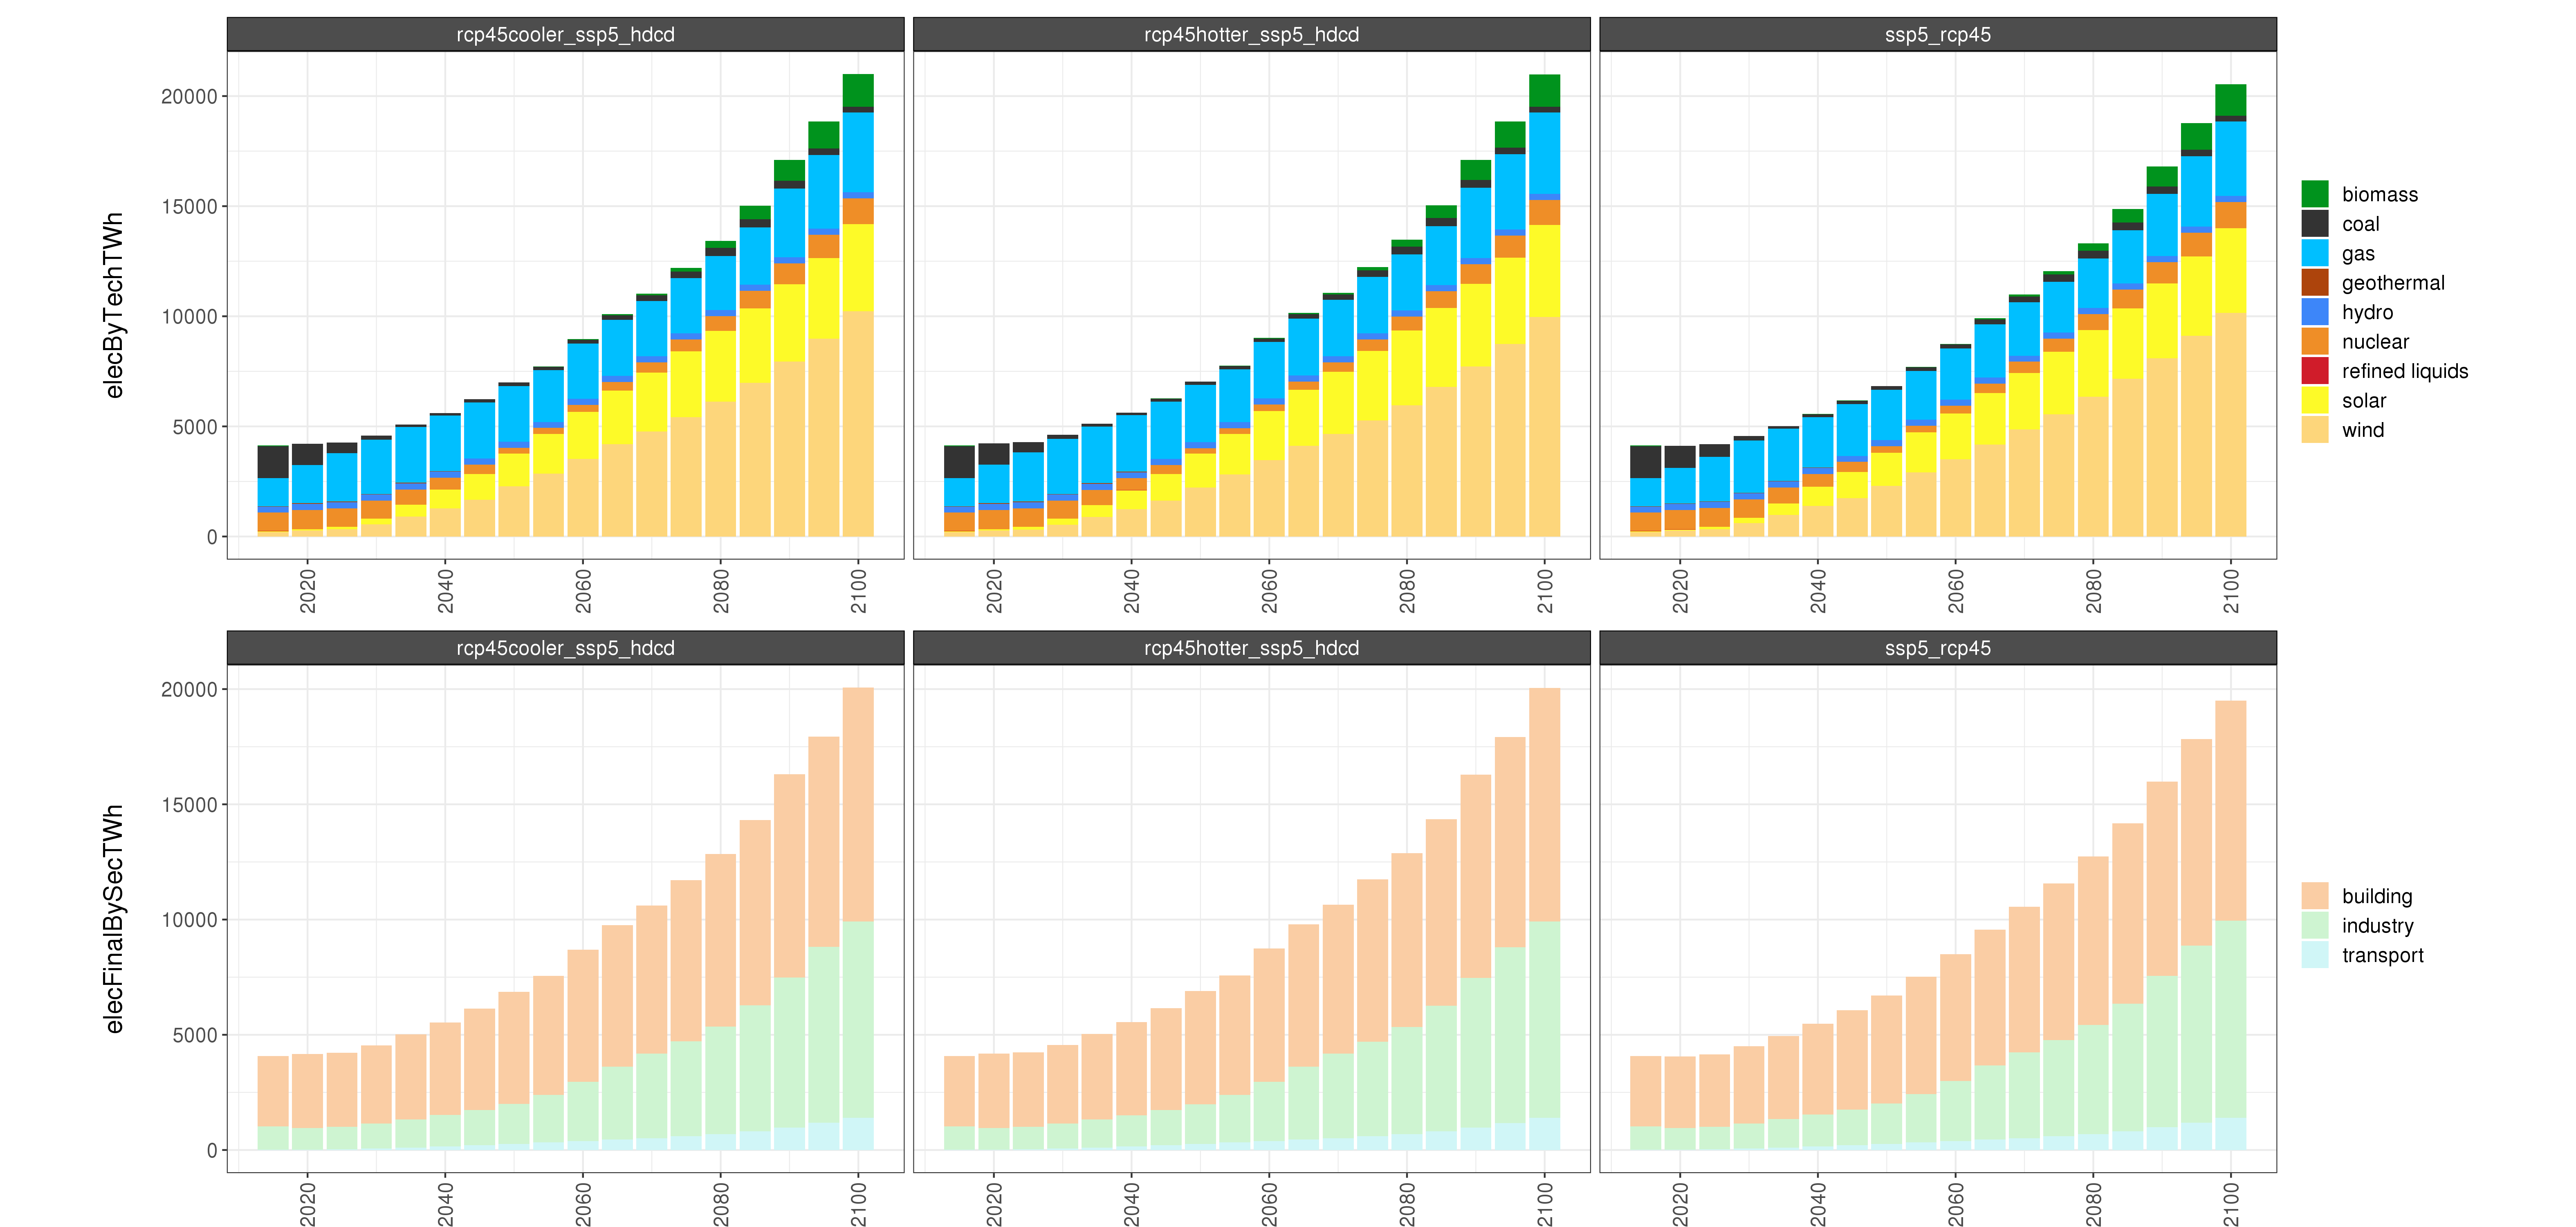 rcp45cooler_ssp5_hdcd rcp45hotter_ssp5_hdcd ssp5_rcp45
elecByTechTWh
20000
15000
10000
5000
0
2020 2040 2060 2080 2100 2020 2040 2060 2080 2100 2020 2040 2060 2080 2100
biomass
coal
gas
geothermal
hydro
nuclear
refined liquids
solar
wind
rcp45cooler_ssp5_hdcd rcp45hotter_ssp5_hdcd ssp5_rcp45
elecFinalBySecTWh
20000
15000
10000
5000
0
2020 2040 2060 2080 2100 2020 2040 2060 2080 2100 2020 2040 2060 2080 2100
building
industry
transport